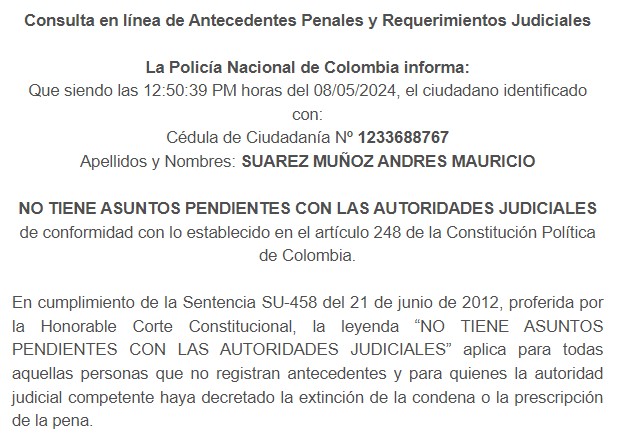 Consulta en línea de Antecedentes Penales y Requerimientos Judiciales
La Policía Nacional de Colombia informa:
Que siendo las 12:50:39 PM horas del 08/05/2024, el ciudadano identificado
con:
Cédula de Ciudadanía Nº 1233688767
Apellidos y Nombres: SUAREZ MUÑOZ ANDRES MAURICIO
NO TIENE ASUNTOS PENDIENTES CON LAS AUTORIDADES JUDICIALES
de conformidad con lo establecido en el artículo 248 de la Constitución Política
de Colombia.
En cumplimiento de la Sentencia SU-458 del 21 de junio de 2012, proferida por
la Honorable Corte Constitucional, la leyenda “NO TIENE ASUNTOS
PENDIENTES CON LAS AUTORIDADES JUDICIALES” aplica para todas
aquellas personas que no registran antecedentes y para quienes la autoridad
judicial competente haya decretado la extinción de la condena o la prescripción
de la pena.